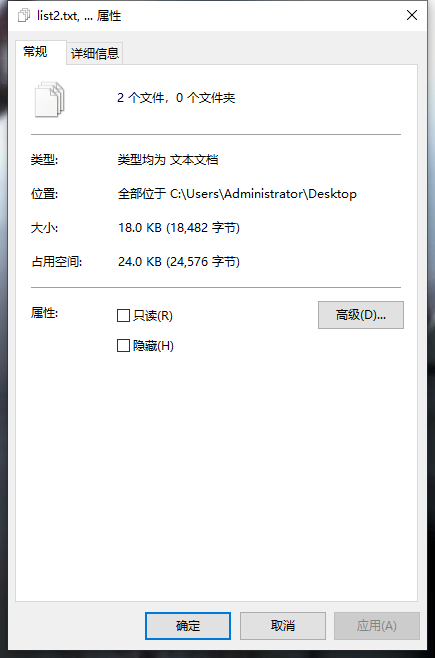 list2.txt, ... 属性
常规
详细信息
2 个文件，0 个文件夹
类型: 类型均为 文本文档
位置: 全部位于 C:\Users\Administrator\Desktop
大小: 18.0 KB (18,482 字节)
占用空间: 24.0 KB (24,576 字节)
属性: 只读(R) 高级(D)...
隐藏(H)
确定 取消 应用(A)